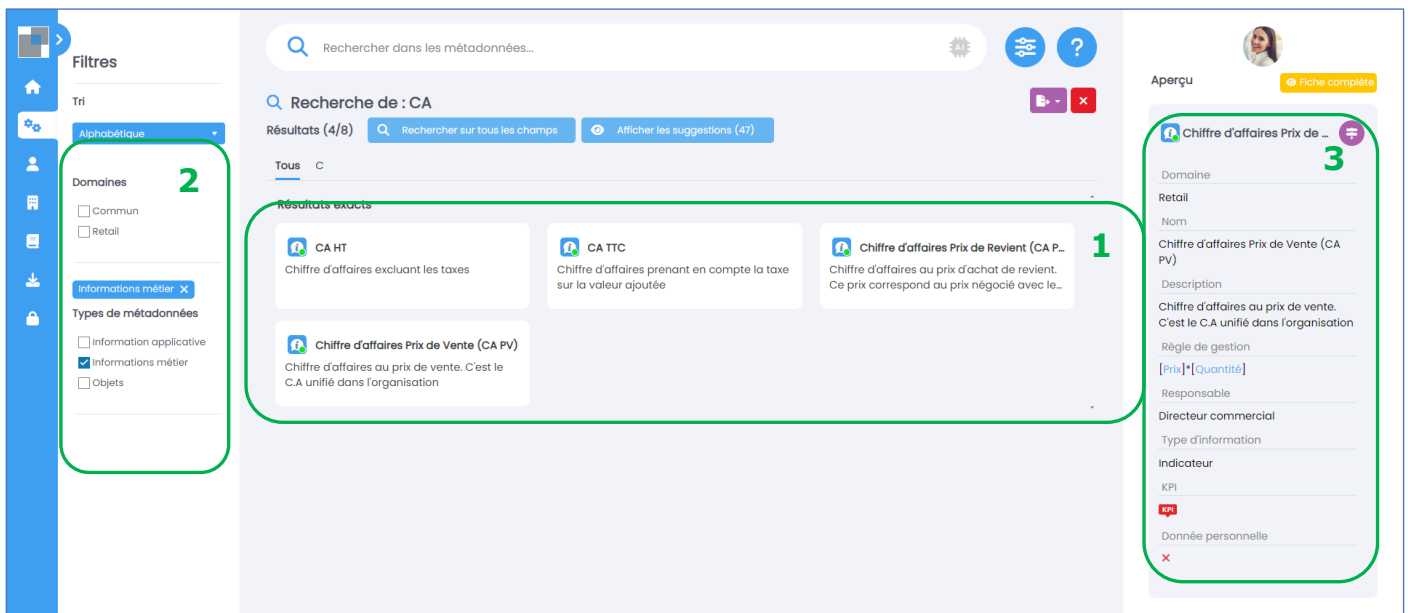 Filtres
Tri
Alphabétique
2
Domaines
Commun
Retail
Informations métier ×
Types de métadonnées
Information applicative
Informations métier
Objets
Rechercher dans les métadonnées...
AI
?
Recherche de : CA
Résultats (4/8)
Rechercher sur tous les champs
Afficher les suggestions (47)
Tous C
Résultats exacts
1
CA HT
Chiffre d'affaires excluant les taxes
CA TTC
Chiffre d'affaires prenant en compte la taxe
sur la valeur ajoutée
Chiffre d'affaires Prix de Revient (CA P...
Chiffre d'affaires au prix d'achat de revient.
Ce prix correspond au prix négocié avec le...
Chiffre d'affaires Prix de Vente (CA PV)
Chiffre d'affaires au prix de vente. C'est le
C.A unifié dans l'organisation
Aperçu
Fiche complète
Chiffre d'affaires Prix de ...
3
Domaine
Retail
Nom
Chiffre d'affaires Prix de Vente (CA
PV)
Description
Chiffre d'affaires au prix de vente.
C'est le C.A unifié dans l'organisation
Règle de gestion
[Prix]*[Quantité]
Responsable
Directeur commercial
Type d'information
Indicateur
KPI
KPI
Donnée personnelle